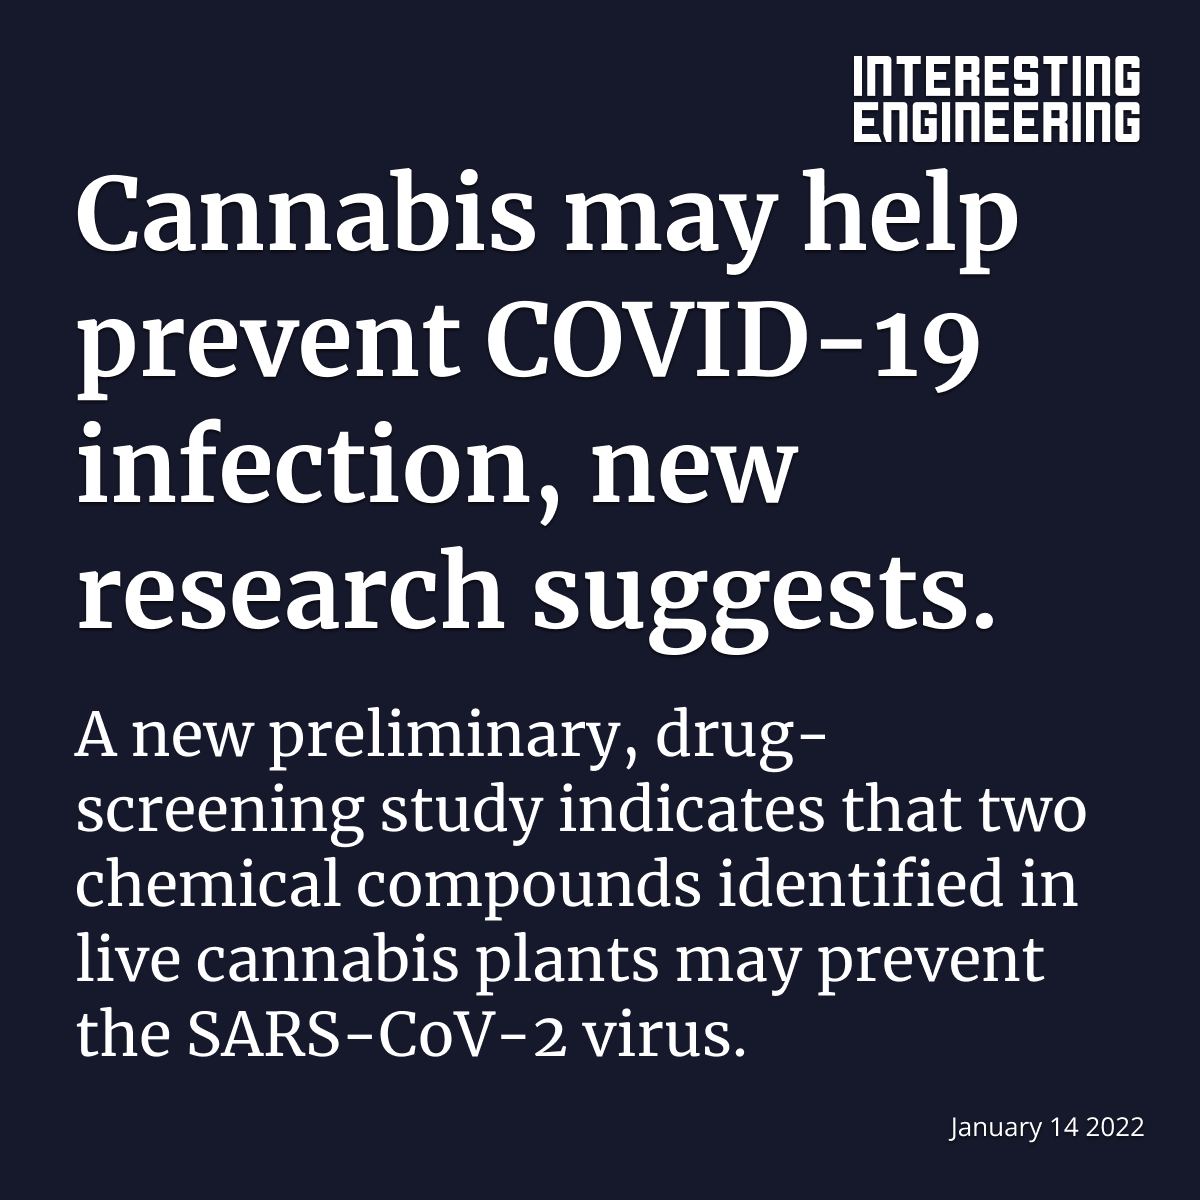 INTERESTING
ENGINEERING
Cannabis may help
prevent COVID-19
infection, new
research suggests.
A new preliminary, drug-
screening study indicates that two
chemical compounds identified in
live cannabis plants may prevent
the SARS-CoV-2 virus.
January 14 2022